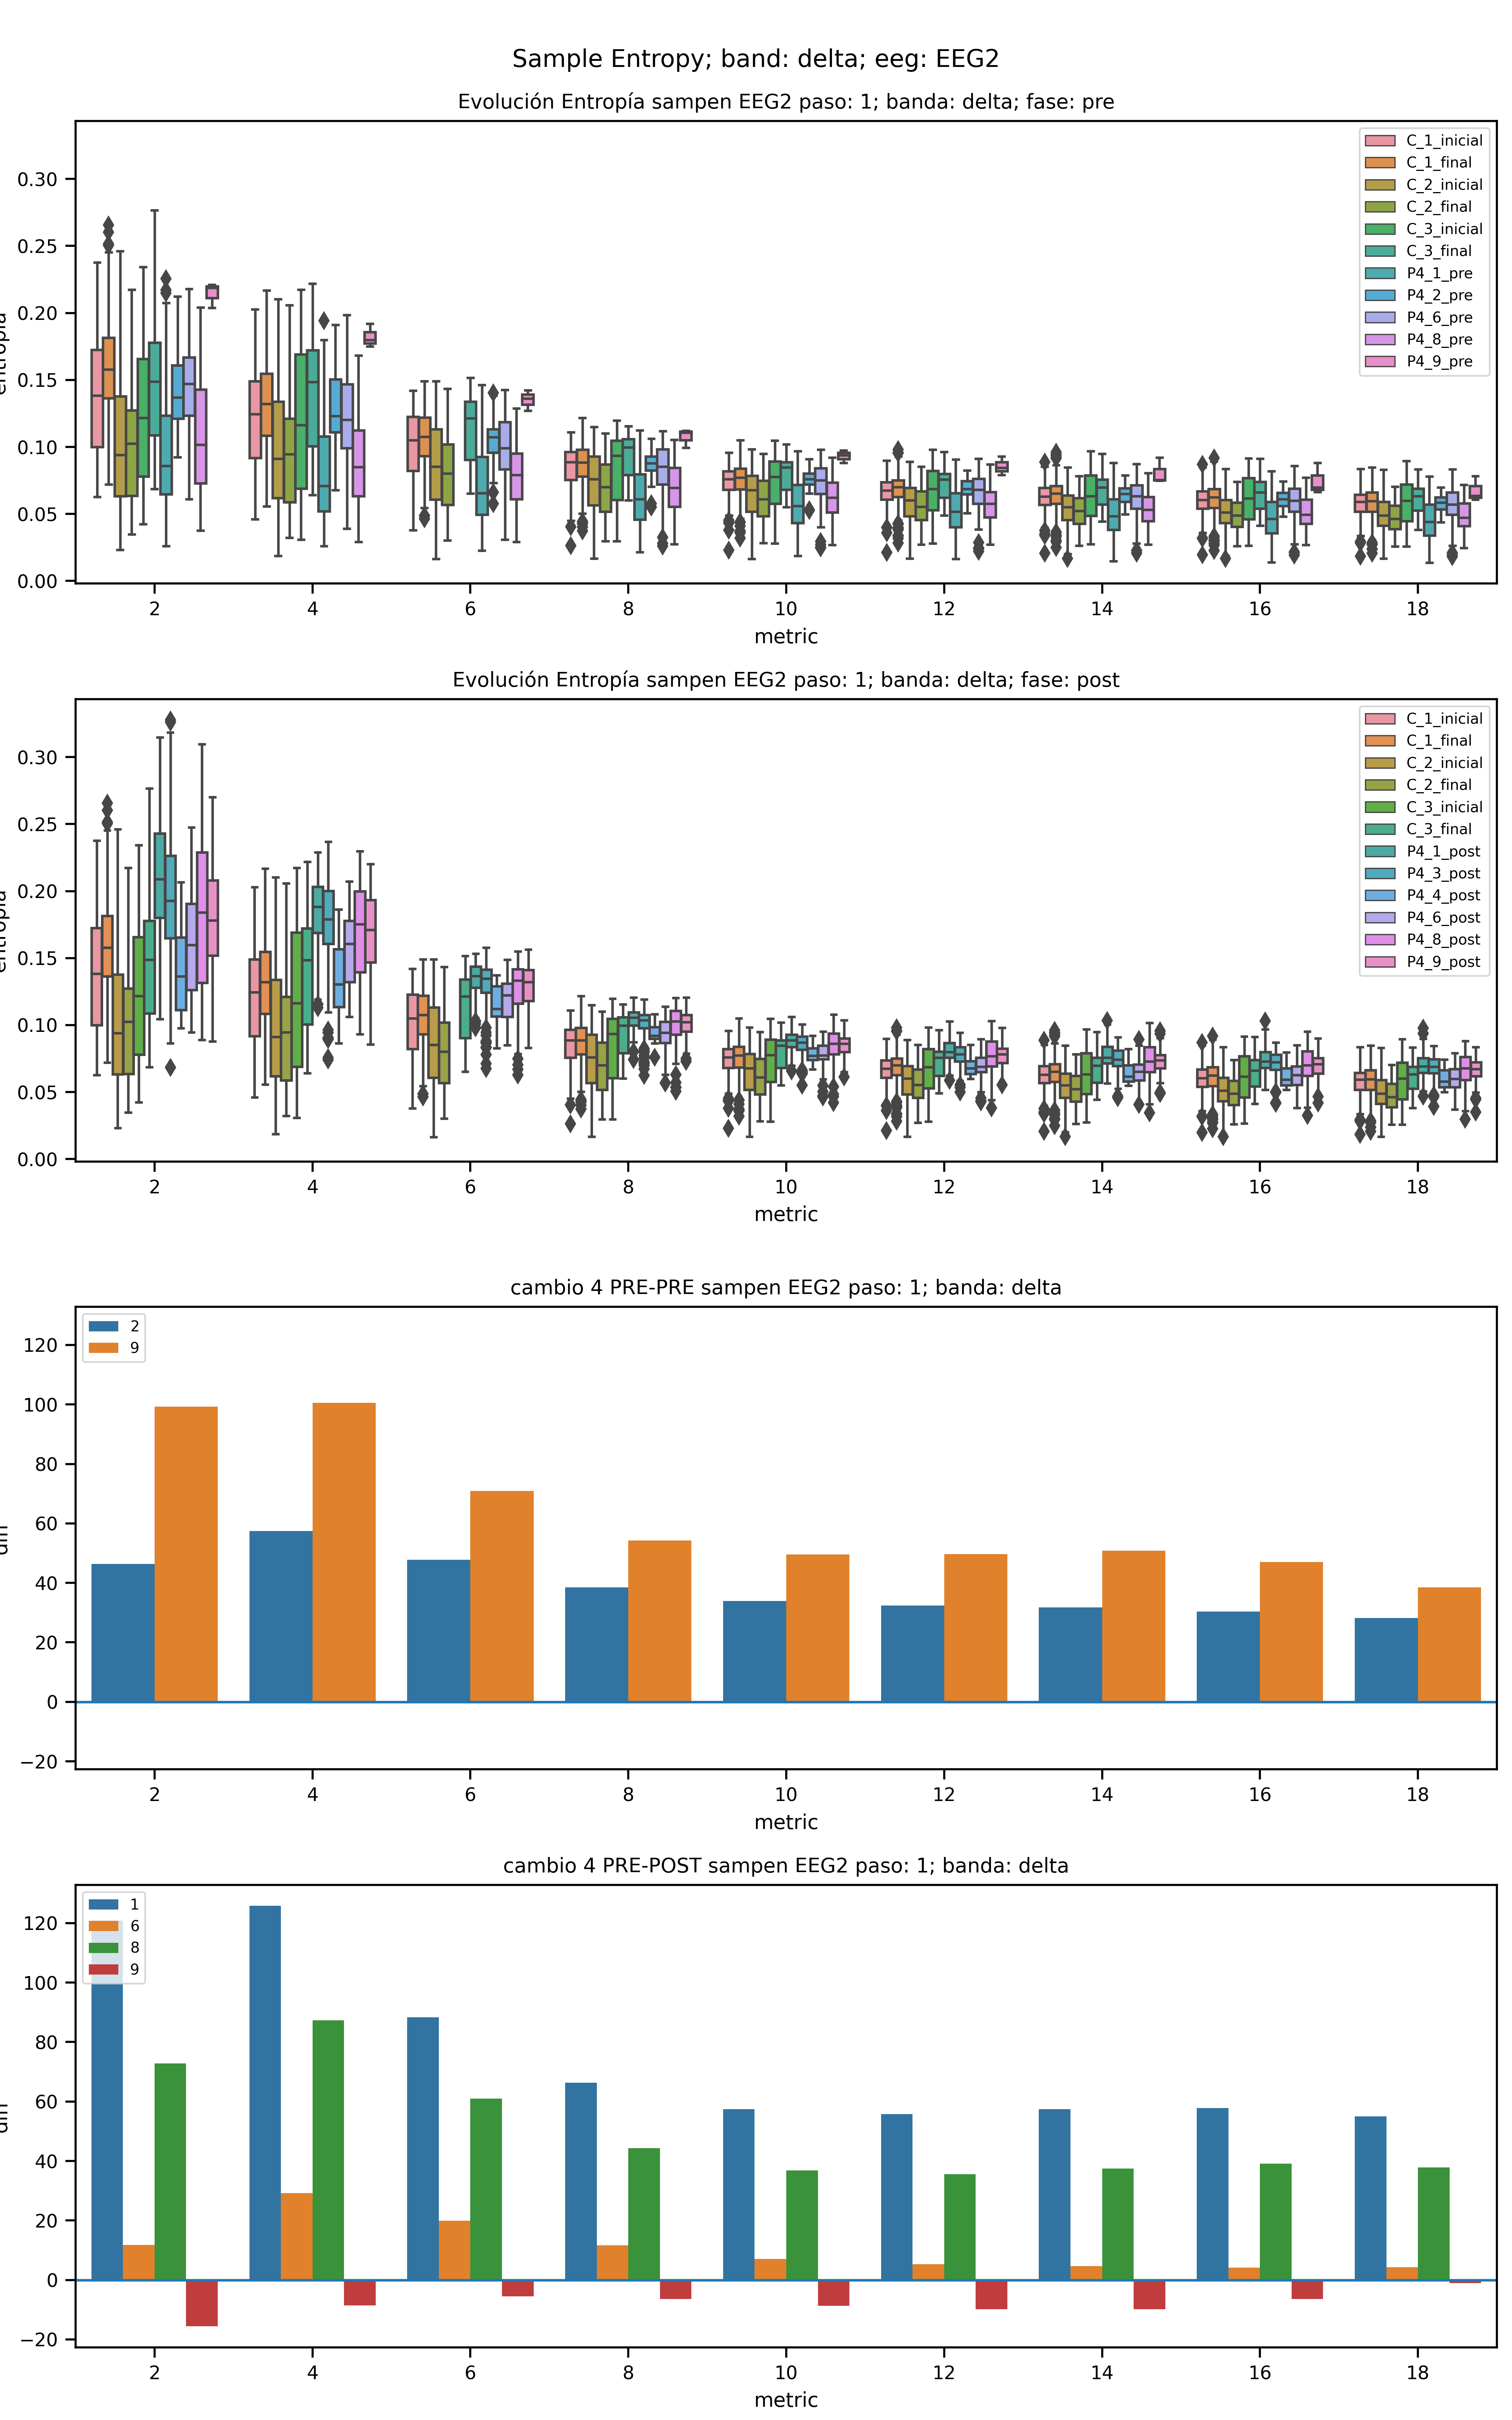 Sample Entropy; band: delta; eeg: EEG2
Evolución Entropía sampen EEG2 paso: 1; banda: delta; fase: pre
0.30
0.25
0.20
0.15
0.10
0.05
0.00
C_1_inicial
C_1_final
C_2_inicial
C_2_final
C_3_inicial
C_3_final
P4_1_pre
P4_2_pre
P4_6_pre
P4_8_pre
P4_9_pre
2 4 6 8 10 12 14 16 18
metric
Evolución Entropía sampen EEG2 paso: 1; banda: delta; fase: post
0.30
0.25
0.20
0.15
0.10
0.05
0.00
C_1_inicial
C_1_final
C_2_inicial
C_2_final
C_3_inicial
C_3_final
P4_1_post
P4_3_post
P4_4_post
P4_6_post
P4_8_post
P4_9_post
2 4 6 8 10 12 14 16 18
metric
cambio 4 PRE-PRE sampen EEG2 paso: 1; banda: delta
2
9
120
100
80
60
40
20
0
−20
2 4 6 8 10 12 14 16 18
metric
cambio 4 PRE-POST sampen EEG2 paso: 1; banda: delta
1
6
8
9
120
100
80
60
40
20
0
−20
2 4 6 8 10 12 14 16 18
metric